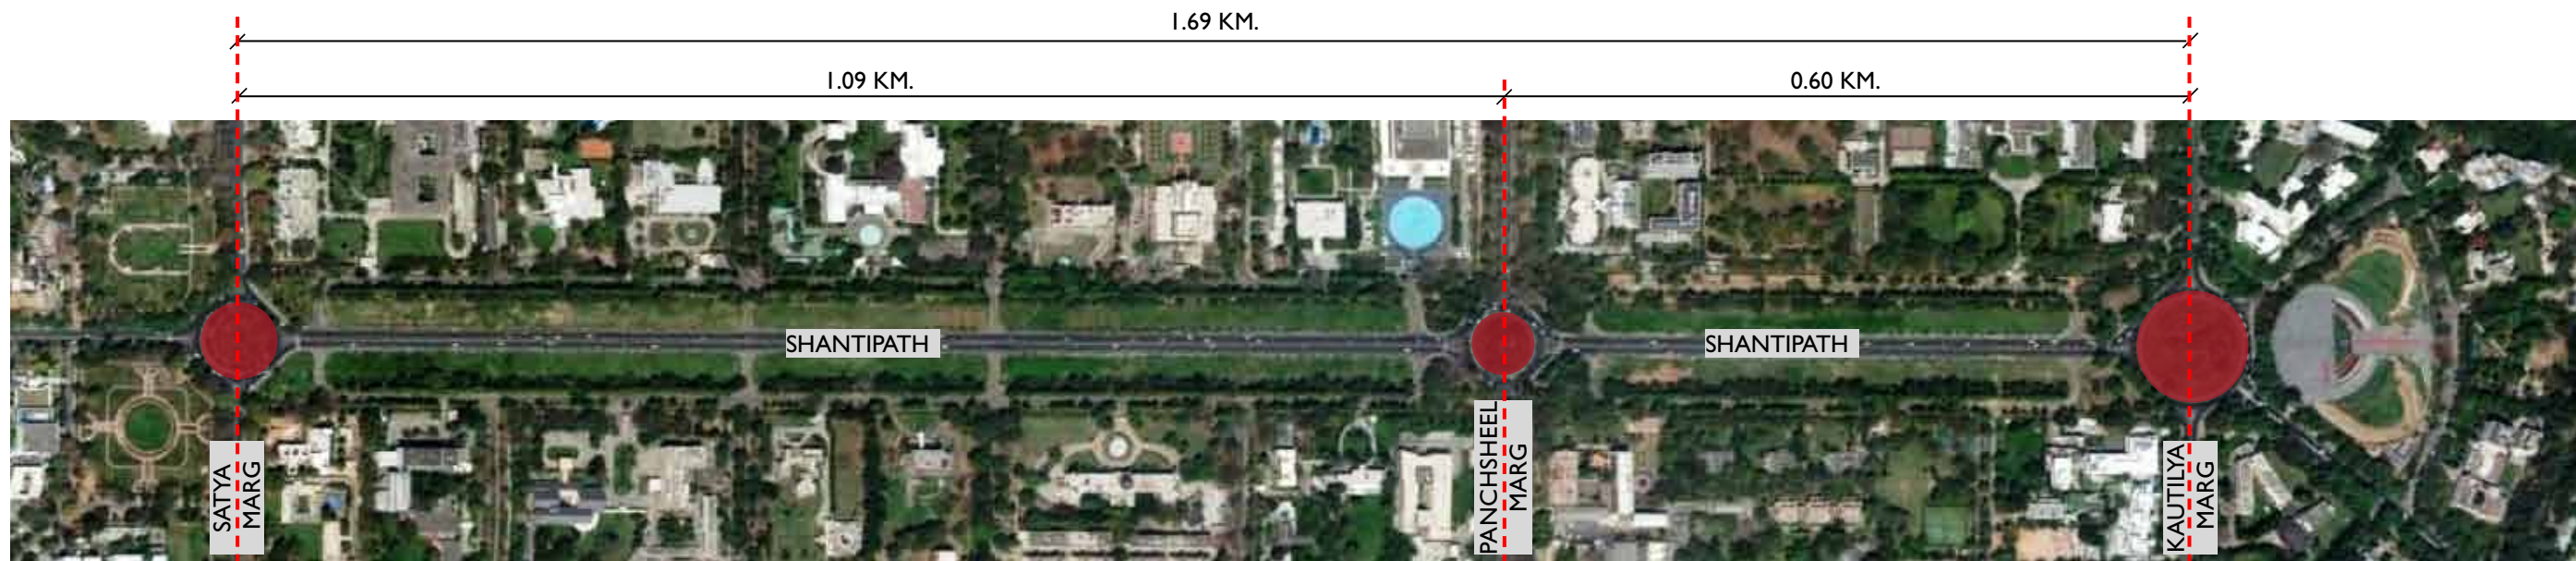 1.69 KM.
1.09 KM.
0.60 KM.
SHANTIPATH
SHANTIPATH
SATYA
MARG
PANCHSHEEL
MARG
KAUTILYA
MARG